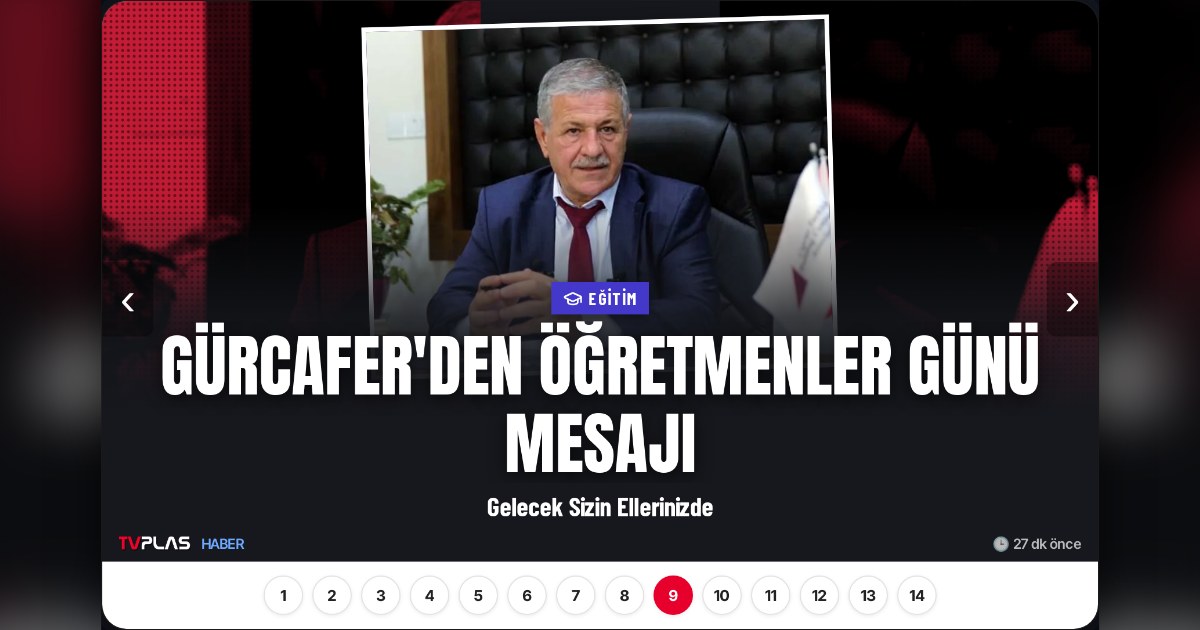 EĞİTİM
GÜRCAFER'DEN ÖĞRETMENLER GÜNÜ
MESAJI
Gelecek Sizin Ellerinizde
TVPLAS HABER
27 dk önce
1 2 3 4 5 6 7 8 9 10 11 12 13 14